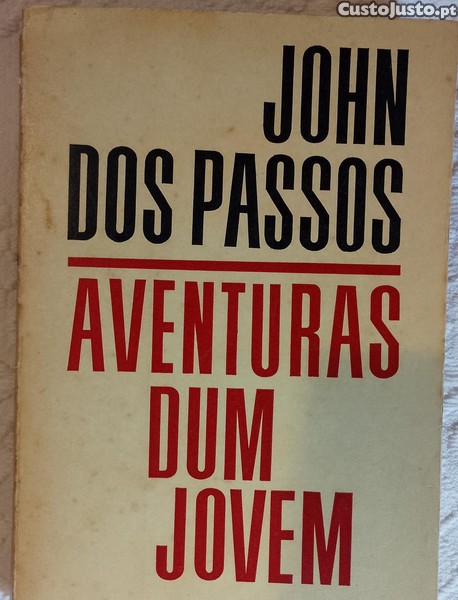 CustoJusto.pt
JOHN
DOS PASSOS
AVENTURAS
DUM
JOVEM